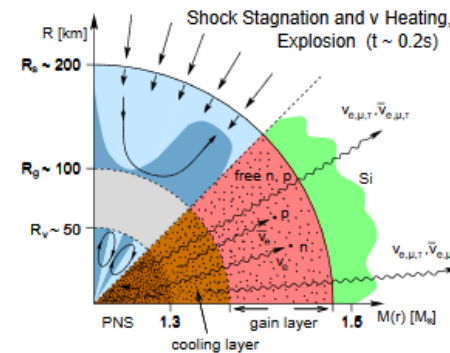 Shock Stagnation and ν Heating,
Explosion (t ~ 0.2s)
R [km]
Rs ~ 200
Rg ~ 100
Rν ~ 50
νe,μ,τ, ν̄e,μ,τ
Si
free n, p
p
ν̄e
n
νe
νe,μ,τ, ν̄e,μ,
PNS
1.3
gain layer
1.5
M(r) [M
cooling layer